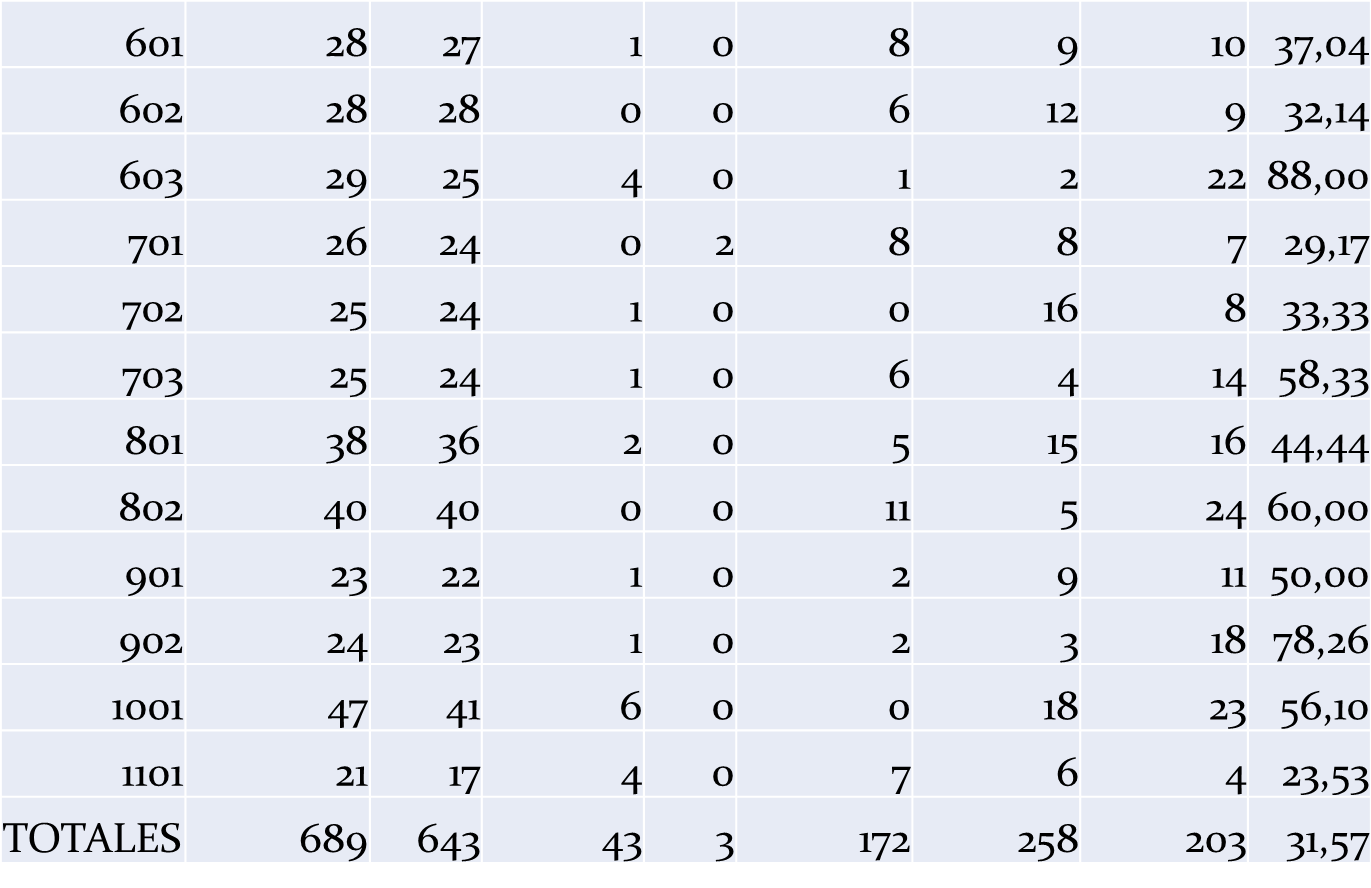 601 28 27 1 0 8 9 10 37,04
602 28 28 0 0 6 12 9 32,14
603 29 25 4 0 1 2 22 88,00
701 26 24 0 2 8 8 7 29,17
702 25 24 1 0 0 16 8 33,33
703 25 24 1 0 6 4 14 58,33
801 38 36 2 0 5 15 16 44,44
802 40 40 0 0 11 5 24 60,00
901 23 22 1 0 2 9 11 50,00
902 24 23 1 0 2 3 18 78,26
1001 47 41 6 0 0 18 23 56,10
1101 21 17 4 0 7 6 4 23,53
TOTALES 689 643 43 3 172 258 203 31,57